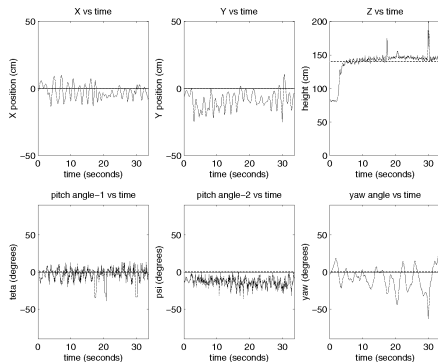 X vs time
Y vs time
Z vs time
50
0
−50
X position (cm)
0 10 20 30
time (seconds)
50
0
−50
Y position (cm)
0 10 20 30
time (seconds)
200
150
100
50
0
height (cm)
0 10 20 30
time (seconds)
pitch angle−1 vs time
pitch angle−2 vs time
yaw angle vs time
50
0
−50
teta (degrees)
0 10 20 30
time (seconds)
50
0
−50
psi (degrees)
0 10 20 30
time (seconds)
50
0
−50
yaw (degrees)
0 10 20 30
time (seconds)